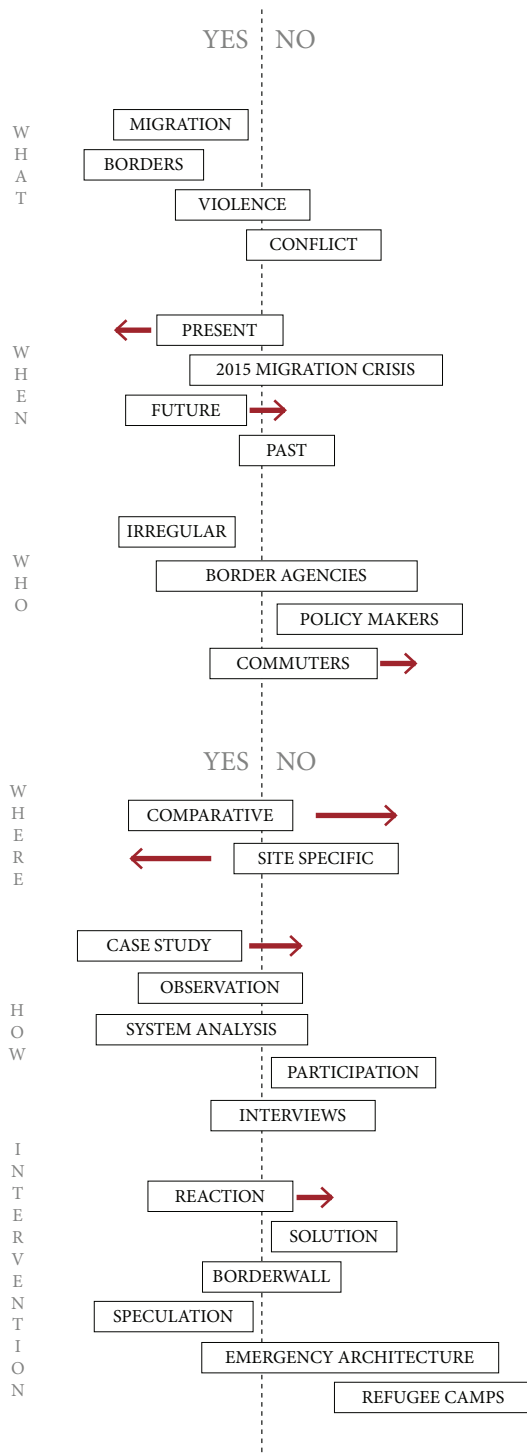 YES NO
WHAT
MIGRATION
BORDERS
VIOLENCE
CONFLICT
WHEN
PRESENT
2015 MIGRATION CRISIS
FUTURE
PAST
WHO
IRREGULAR
BORDER AGENCIES
POLICY MAKERS
COMMUTERS
YES NO
WHERE
COMPARATIVE
SITE SPECIFIC
HOW
CASE STUDY
OBSERVATION
SYSTEM ANALYSIS
PARTICIPATION
INTERVIEWS
INTERVENTION
REACTION
SOLUTION
BORDERWALL
SPECULATION
EMERGENCY ARCHITECTURE
REFUGEE CAMPS